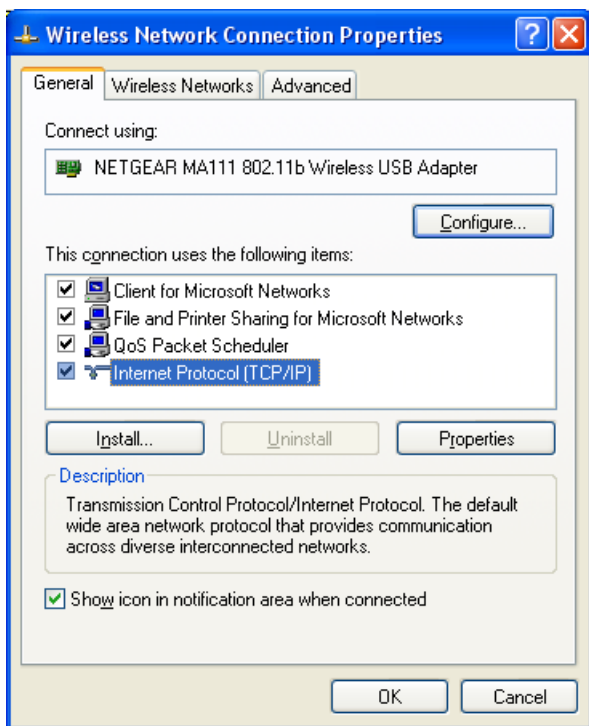 Wireless Network Connection Properties
General Wireless Networks Advanced
Connect using:
NETGEAR MA111 802.11b Wireless USB Adapter
Configure...
This connection uses the following items:
Client for Microsoft Networks
File and Printer Sharing for Microsoft Networks
QoS Packet Scheduler
Internet Protocol (TCP/IP)
Install... Uninstall Properties
Description
Transmission Control Protocol/Internet Protocol. The default
wide area network protocol that provides communication
across diverse interconnected networks.
Show icon in notification area when connected
OK Cancel